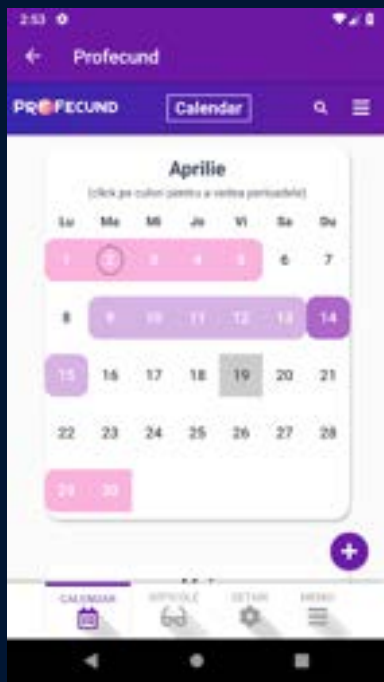 2:53
Profecund
PROFECUND Calendar
Aprilie
(click pe culori pentru a vedea perioadele)
Lu Ma Mi Jo Vi Sa Du
1 2 3 4 5 6 7
8 9 10 11 12 13 14
15 16 17 18 19 20 21
22 23 24 25 26 27 28
29 30
CALENDAR ARTICOLE SETARI MENIU